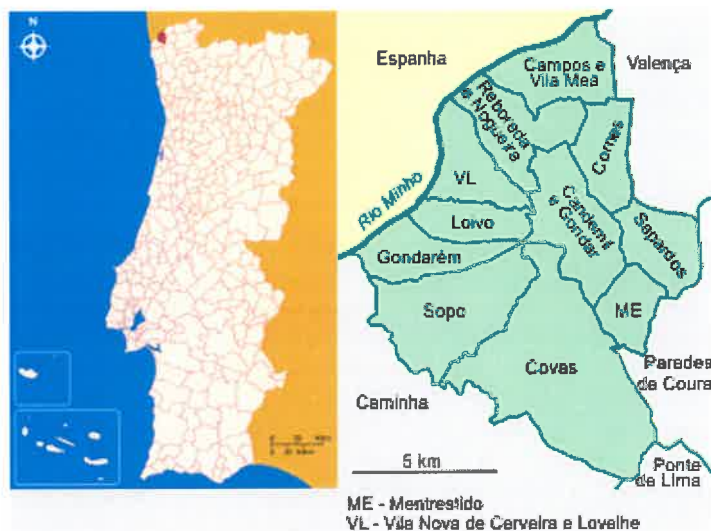 N
Espanha
Campos e
Vila Meã
Valença
Reboreda
e Nogueira
Cornes
VL
Rio Minho
Candemil
e Gondar
Loivo
Sapardos
Gondarém
ME
Sopo
Covas
Paredes
de Coura
Caminha
5 km
Ponte
de Lima
ME - Mentrestido
VL - Vila Nova de Cerveira e Lovelhe